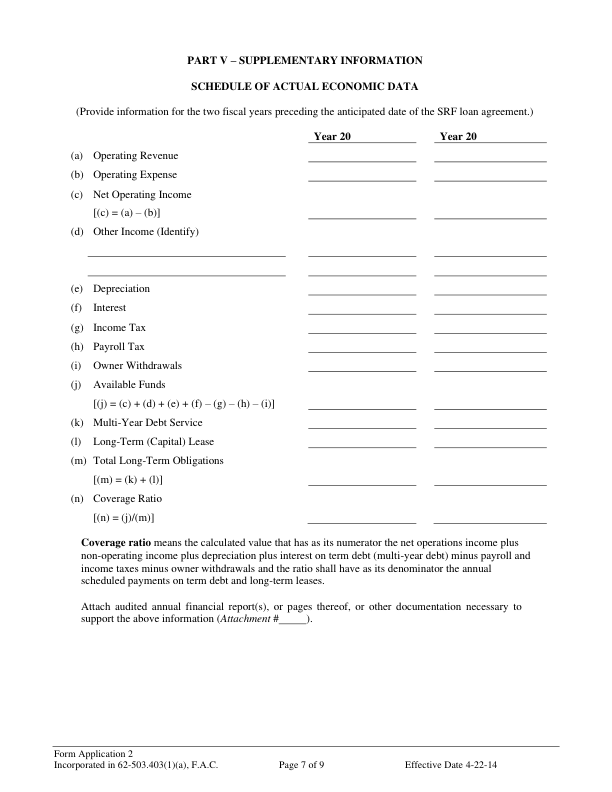 PART V – SUPPLEMENTARY INFORMATION
SCHEDULE OF ACTUAL ECONOMIC DATA
(Provide information for the two fiscal years preceding the anticipated date of the SRF loan agreement.)
Year 20 Year 20
(a) Operating Revenue
(b) Operating Expense
(c) Net Operating Income
[(c) = (a) – (b)]
(d) Other Income (Identify)
(e) Depreciation
(f) Interest
(g) Income Tax
(h) Payroll Tax
(i) Owner Withdrawals
(j) Available Funds
[(j) = (c) + (d) + (e) + (f) – (g) – (h) – (i)]
(k) Multi-Year Debt Service
(l) Long-Term (Capital) Lease
(m) Total Long-Term Obligations
[(m) = (k) + (l)]
(n) Coverage Ratio
[(n) = (j)/(m)]
Coverage ratio means the calculated value that has as its numerator the net operations income plus
non-operating income plus depreciation plus interest on term debt (multi-year debt) minus payroll and
income taxes minus owner withdrawals and the ratio shall have as its denominator the annual
scheduled payments on term debt and long-term leases.
Attach audited annual financial report(s), or pages thereof, or other documentation necessary to
support the above information (Attachment #_____).
Form Application 2
Incorporated in 62-503.403(1)(a), F.A.C. Page 7 of 9 Effective Date 4-22-14